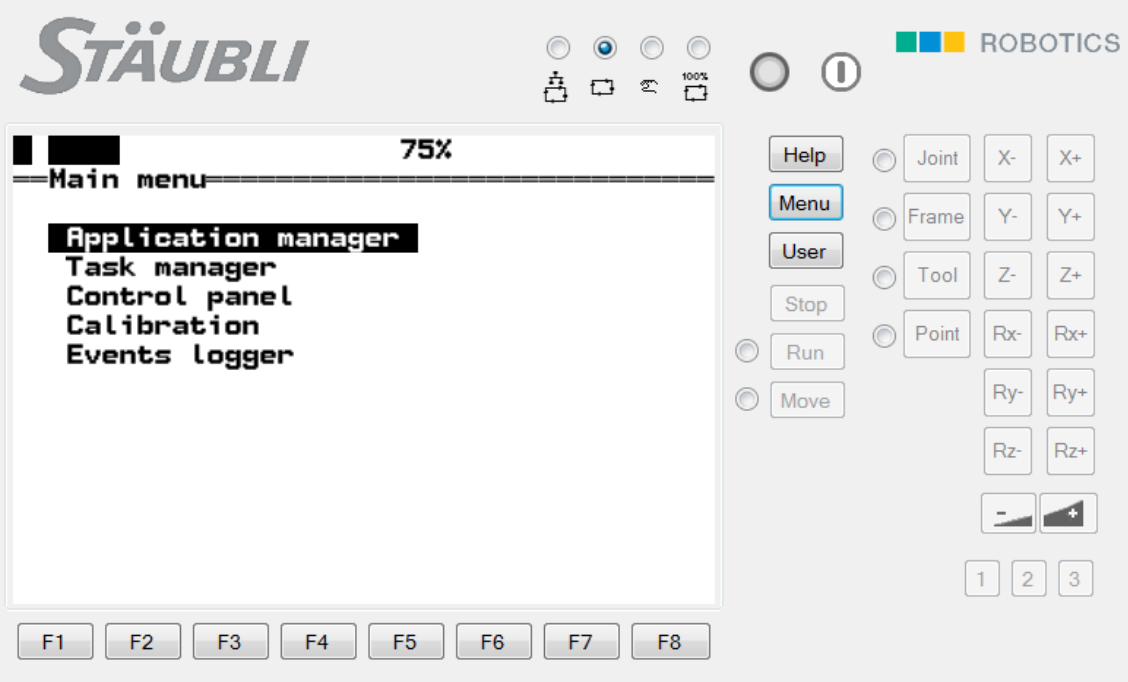 STÄUBLI
ROBOTICS
100%
75%
Main menu
Application manager
Task manager
Control panel
Calibration
Events logger
Help
Menu
User
Stop
Run
Move
Joint X- X+
Frame Y- Y+
Tool Z- Z+
Point Rx- Rx+
Ry- Ry+
Rz- Rz+
- +
1 2 3
F1 F2 F3 F4 F5 F6 F7 F8